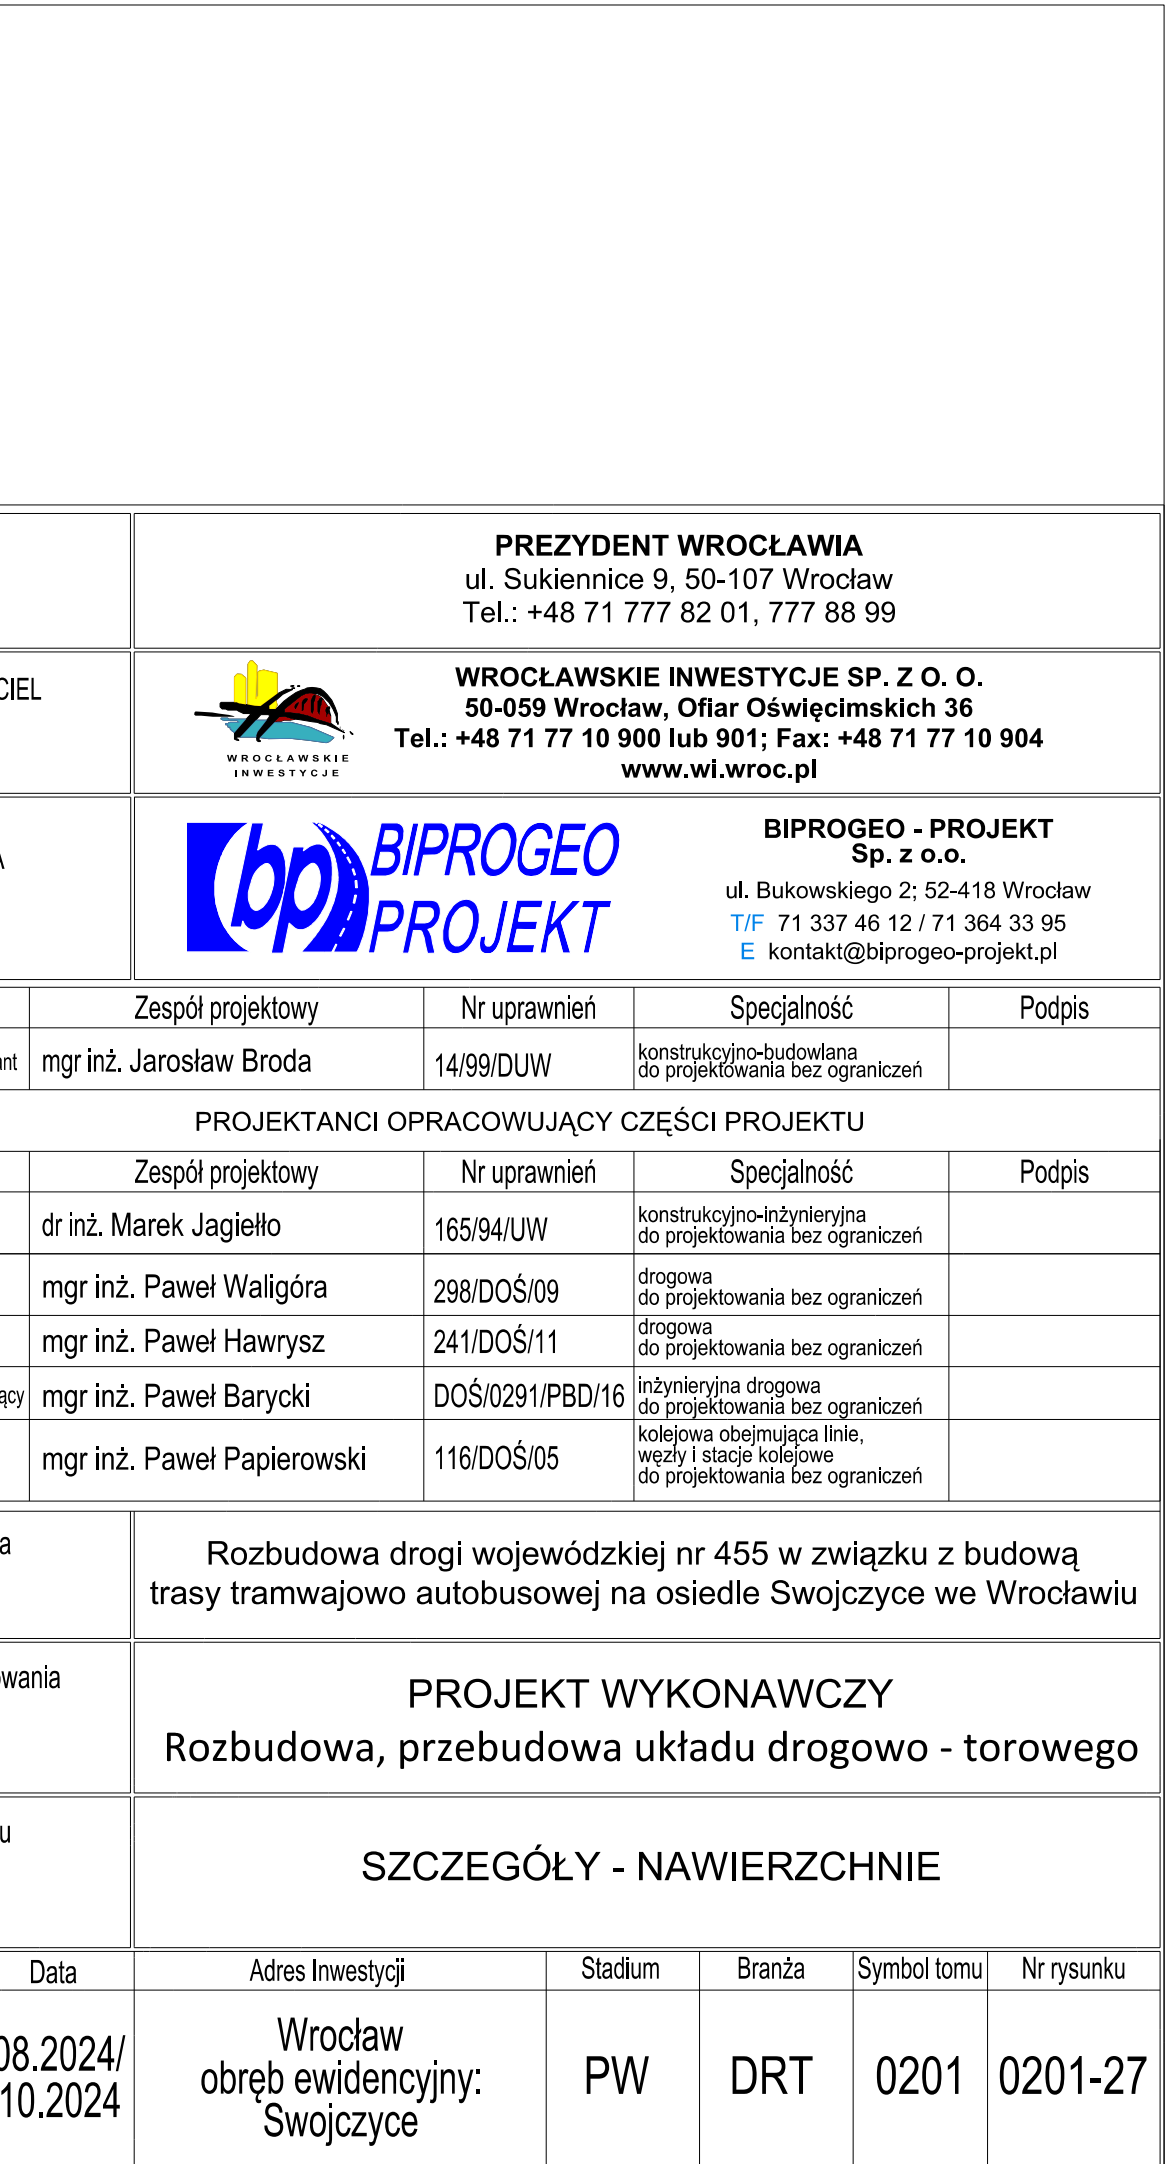 PREZYDENT WROCŁAWIA
ul. Sukiennice 9, 50-107 Wrocław
Tel.: +48 71 777 82 01, 777 88 99
CIEL
WROCŁAWSKIE
INWESTYCJE
WROCŁAWSKIE INWESTYCJE SP. Z O. O.
50-059 Wrocław, Ofiar Oświęcimskich 36
Tel.: +48 71 77 10 900 lub 901; Fax: +48 71 77 10 904
www.wi.wroc.pl
A
bp BIPROGEO
PROJEKT
BIPROGEO - PROJEKT
Sp. z o.o.
ul. Bukowskiego 2; 52-418 Wrocław
T/F 71 337 46 12 / 71 364 33 95
E kontakt@biprogeo-projekt.pl
Zespół projektowy Nr uprawnień Specjalność Podpis
ant mgr inż. Jarosław Broda 14/99/DUW konstrukcyjno-budowlana
do projektowania bez ograniczeń
PROJEKTANCI OPRACOWUJĄCY CZĘŚCI PROJEKTU
Zespół projektowy Nr uprawnień Specjalność Podpis
dr inż. Marek Jagiełło 165/94/UW konstrukcyjno-inżynieryjna
do projektowania bez ograniczeń
mgr inż. Paweł Waligóra 298/DOŚ/09 drogowa
do projektowania bez ograniczeń
mgr inż. Paweł Hawrysz 241/DOŚ/11 drogowa
do projektowania bez ograniczeń
ący mgr inż. Paweł Barycki DOŚ/0291/PBD/16 inżynieryjna drogowa
do projektowania bez ograniczeń
mgr inż. Paweł Papierowski 116/DOŚ/05 kolejowa obejmująca linie,
węzły i stacje kolejowe
do projektowania bez ograniczeń
a
Rozbudowa drogi wojewódzkiej nr 455 w związku z budową
trasy tramwajowo autobusowej na osiedle Swojczyce we Wrocławiu
owania
PROJEKT WYKONAWCZY
Rozbudowa, przebudowa układu drogowo - torowego
u
SZCZEGÓŁY - NAWIERZCHNIE
Data Adres Inwestycji Stadium Branża Symbol tomu Nr rysunku
08.2024/
10.2024
Wrocław
obręb ewidencyjny:
Swojczyce
PW DRT 0201 0201-27